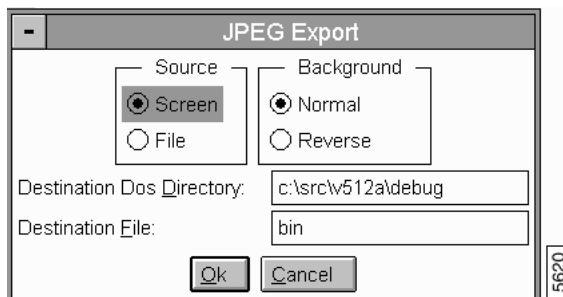 JPEG Export
Source
Background
Screen
Normal
File
Reverse
Destination Dos Directory:
c:\src\v512a\debug
Destination File:
bin
Ok
Cancel
5620